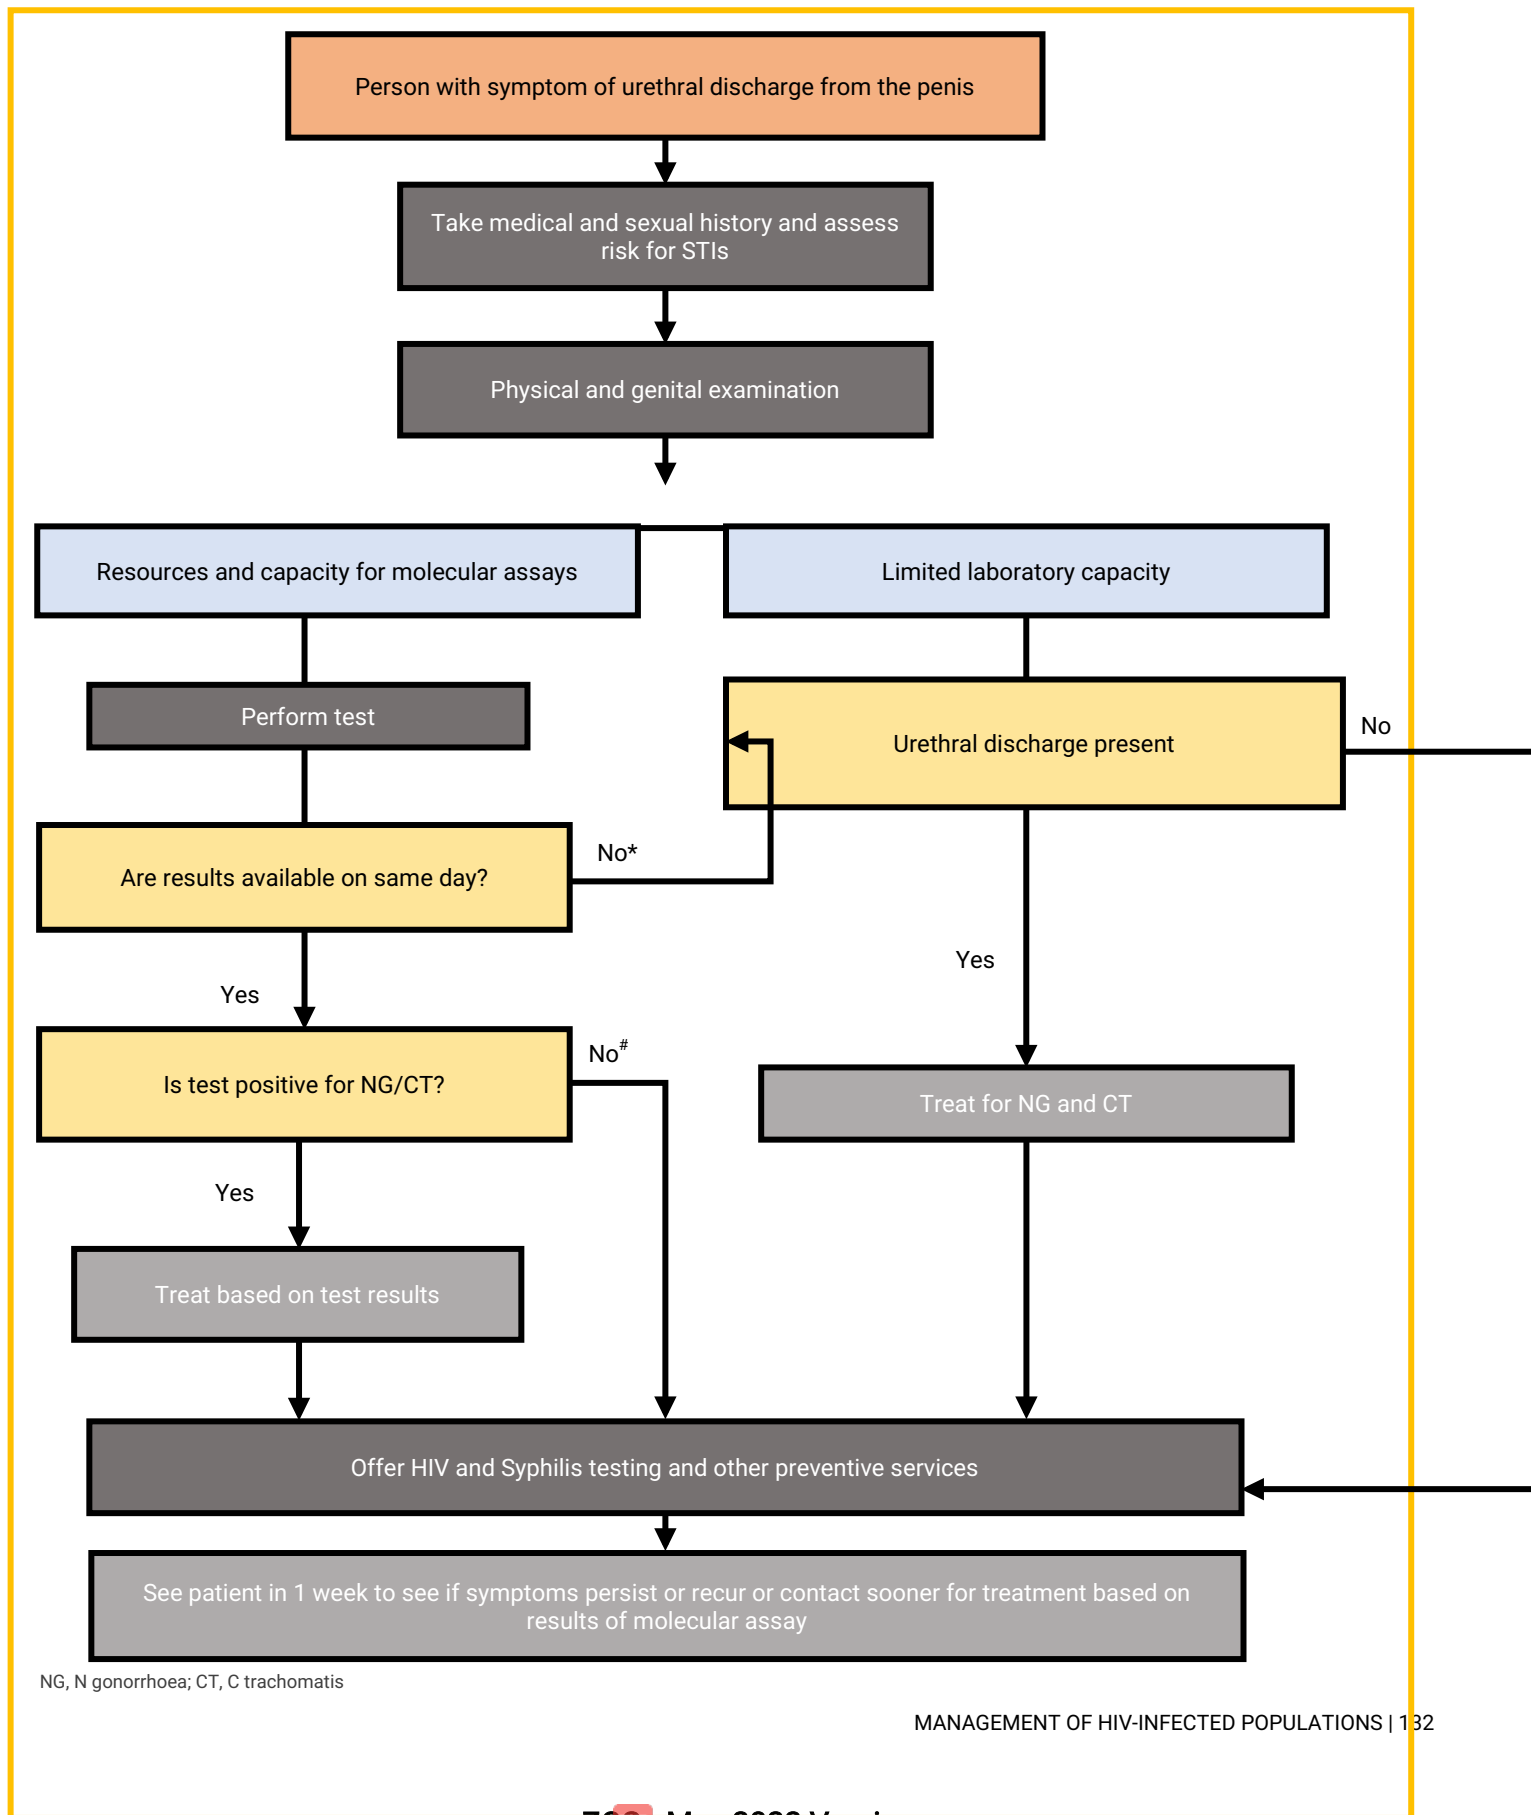 Person with symptom of urethral discharge from the penis
Take medical and sexual history and assess
risk for STIs
Physical and genital examination
Resources and capacity for molecular assays
Limited laboratory capacity
Perform test
Urethral discharge present
No
Are results available on same day?
No*
Yes
Yes
Is test positive for NG/CT?
No#
Treat for NG and CT
Yes
Treat based on test results
Offer HIV and Syphilis testing and other preventive services
See patient in 1 week to see if symptoms persist or recur or contact sooner for treatment based on
results of molecular assay
NG, N gonorrhoea; CT, C trachomatis
MANAGEMENT OF HIV-INFECTED POPULATIONS | 132